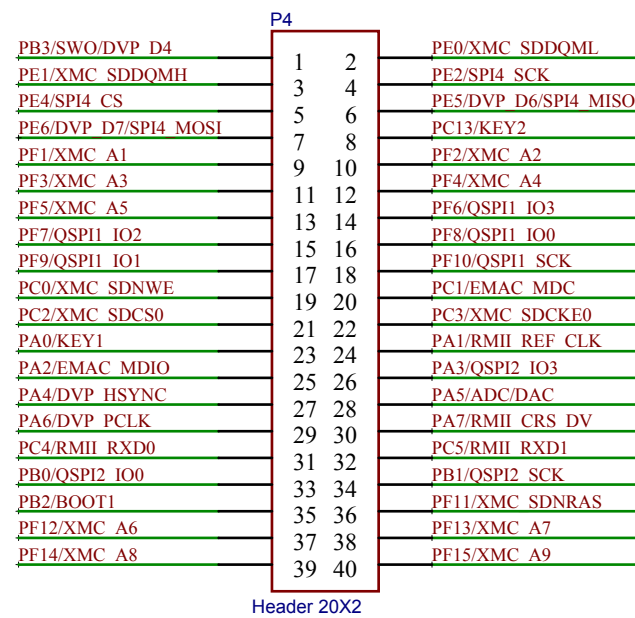 P4
PB3/SWO/DVP_D4 1 2 PE0/XMC_SDDQML
PE1/XMC_SDDQMH 3 4 PE2/SPI4_SCK
PE4/SPI4_CS 5 6 PE5/DVP_D6/SPI4_MISO
PE6/DVP_D7/SPI4_MOSI 7 8 PC13/KEY2
PF1/XMC_A1 9 10 PF2/XMC_A2
PF3/XMC_A3 11 12 PF4/XMC_A4
PF5/XMC_A5 13 14 PF6/QSPI1_IO3
PF7/QSPI1_IO2 15 16 PF8/QSPI1_IO0
PF9/QSPI1_IO1 17 18 PF10/QSPI1_SCK
PC0/XMC_SDNWE 19 20 PC1/EMAC_MDC
PC2/XMC_SDCS0 21 22 PC3/XMC_SDCKE0
PA0/KEY1 23 24 PA1/RMII_REF_CLK
PA2/EMAC_MDIO 25 26 PA3/QSPI2_IO3
PA4/DVP_HSYNC 27 28 PA5/ADC/DAC
PA6/DVP_PCLK 29 30 PA7/RMII_CRS_DV
PC4/RMII_RXD0 31 32 PC5/RMII_RXD1
PB0/QSPI2_IO0 33 34 PB1/QSPI2_SCK
PB2/BOOT1 35 36 PF11/XMC_SDNRAS
PF12/XMC_A6 37 38 PF13/XMC_A7
PF14/XMC_A8 39 40 PF15/XMC_A9
Header 20X2